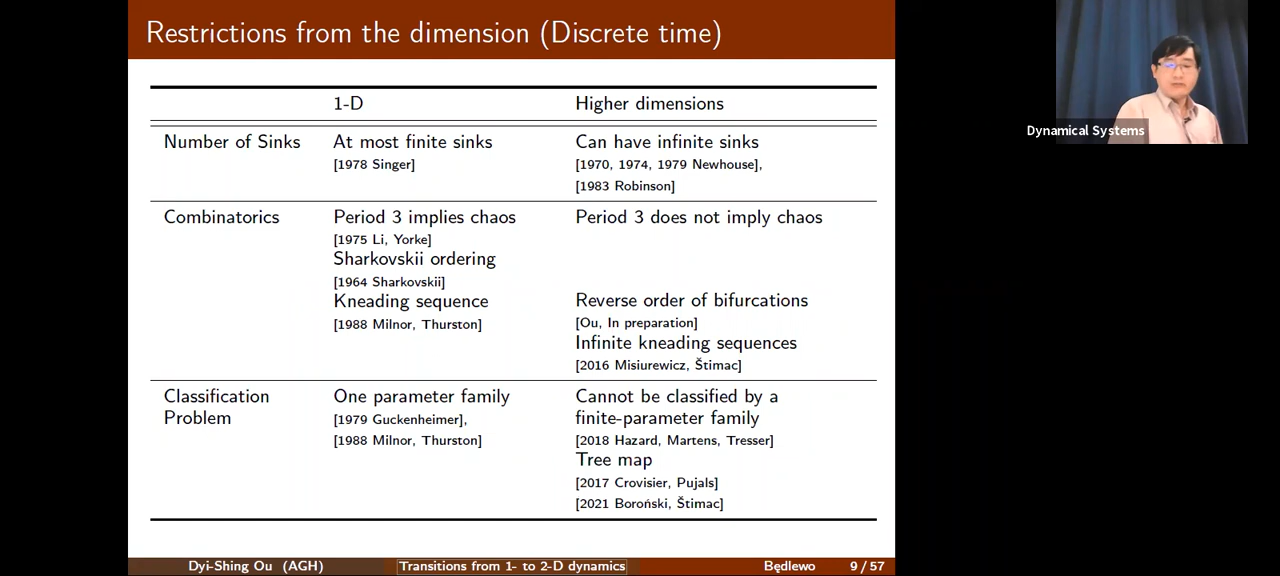 Restrictions from the dimension (Discrete time)
1-D Higher dimensions
Number of Sinks At most finite sinks Can have infinite sinks
[1978 Singer] [1970, 1974, 1979 Newhouse],
[1983 Robinson]
Combinatorics Period 3 implies chaos Period 3 does not imply chaos
[1975 Li, Yorke]
Sharkovskii ordering
[1964 Sharkovskii]
Kneading sequence Reverse order of bifurcations
[1988 Milnor, Thurston] [Ou, In preparation]
Infinite kneading sequences
[2016 Misiurewicz, Štimac]
Classification One parameter family Cannot be classified by a
Problem [1979 Guckenheimer], finite-parameter family
[1988 Milnor, Thurston] [2018 Hazard, Martens, Tresser]
Tree map
[2017 Crovisier, Pujals]
[2021 Boroński, Štimac]
Dyi-Shing Ou (AGH) Transitions from 1- to 2-D dynamics Będlewo 9 / 57
Dynamical Systems